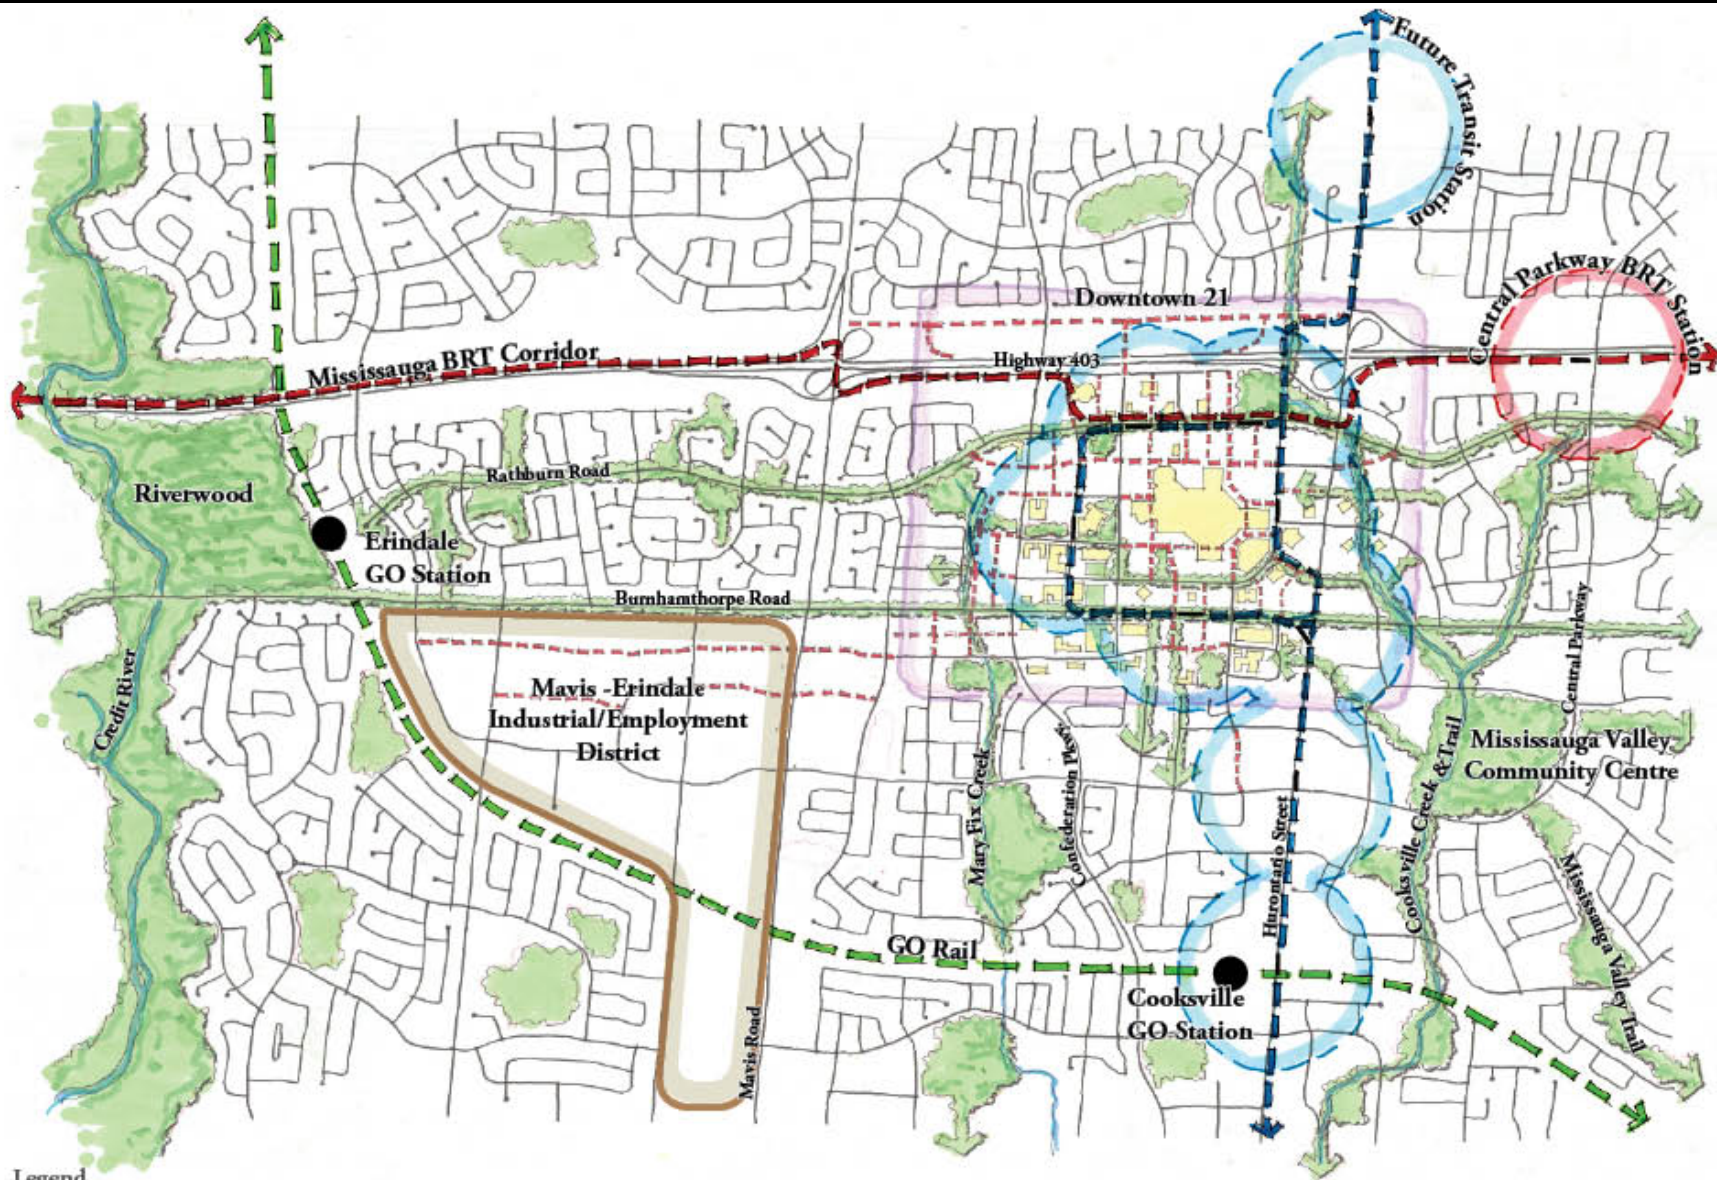 Future Transit Station
Central Parkway BRT Station
Downtown 21
Mississauga BRT Corridor
Highway 403
Rathburn Road
Riverwood
Erindale
GO Station
Burnhamthorpe Road
Central Parkway
Credit River
Mavis -Erindale
Industrial/Employment
District
Mississauga Valley
Community Centre
Mary Fix Creek
Confederation Pkwy.
Hurontario Street
Cooksville Creek & Trail
Mississauga Valley Trail
GO Rail
Cooksville
GO Station
Mavis Road
Legend